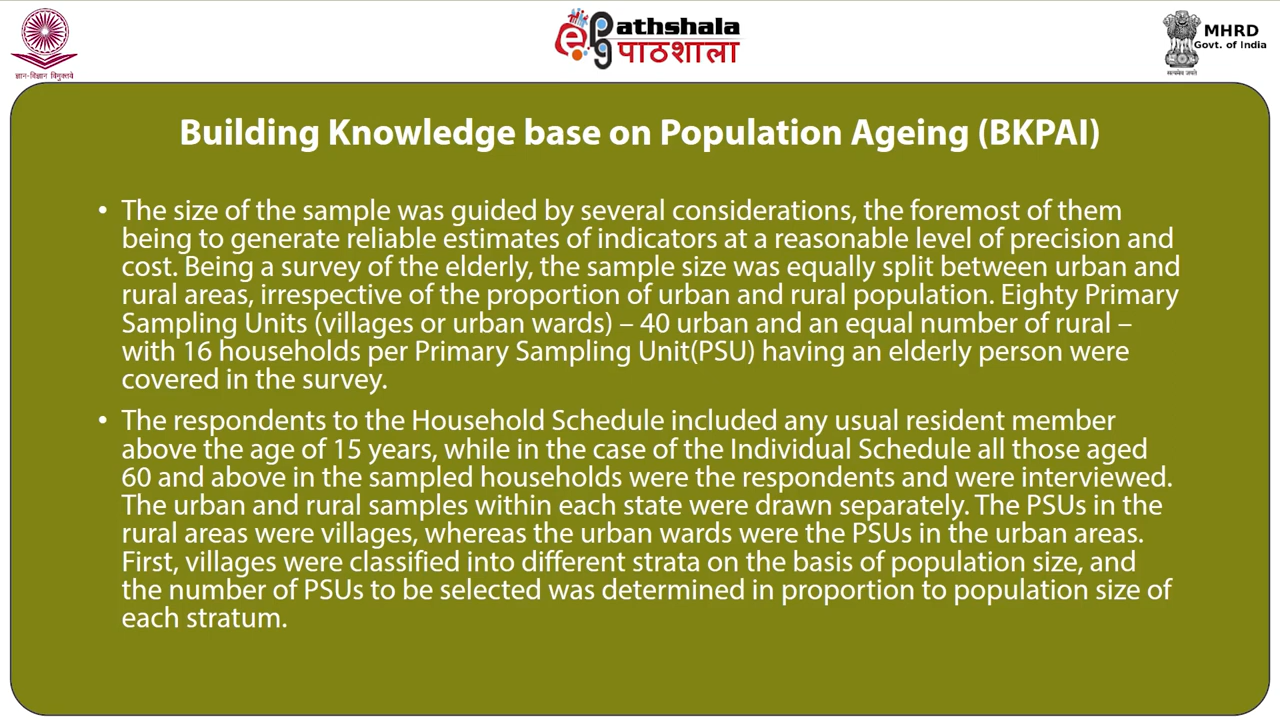 ज्ञान-विज्ञान विमुक्तये
ePathshala
पाठशाला
MHRD
Govt. of India
सत्यमेव जयते
Building Knowledge base on Population Ageing (BKPAI)
• The size of the sample was guided by several considerations, the foremost of them
being to generate reliable estimates of indicators at a reasonable level of precision and
cost. Being a survey of the elderly, the sample size was equally split between urban and
rural areas, irrespective of the proportion of urban and rural population. Eighty Primary
Sampling Units (villages or urban wards) – 40 urban and an equal number of rural –
with 16 households per Primary Sampling Unit(PSU) having an elderly person were
covered in the survey.
• The respondents to the Household Schedule included any usual resident member
above the age of 15 years, while in the case of the Individual Schedule all those aged
60 and above in the sampled households were the respondents and were interviewed.
The urban and rural samples within each state were drawn separately. The PSUs in the
rural areas were villages, whereas the urban wards were the PSUs in the urban areas.
First, villages were classified into different strata on the basis of population size, and
the number of PSUs to be selected was determined in proportion to population size of
each stratum.